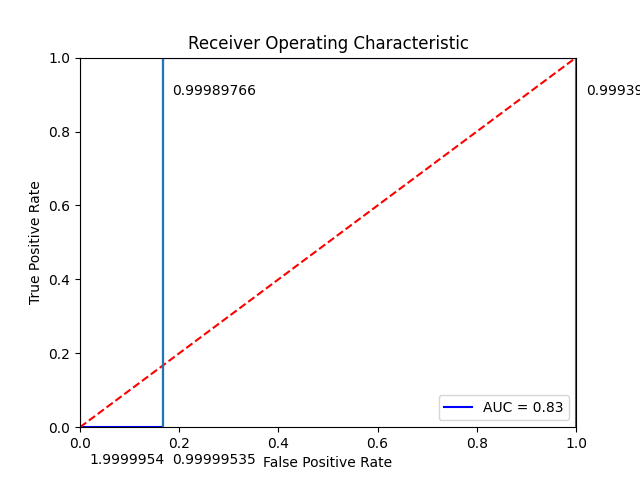 Receiver Operating Characteristic
1.0
0.99989766
0.99939
0.8
0.6
True Positive Rate
0.4
0.2
AUC = 0.83
0.0
0.0 0.2 0.4 0.6 0.8 1.0
1.9999954 0.99999535 False Positive Rate